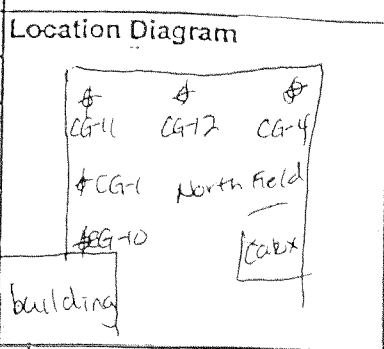 Location Diagram
CG-11 CG-12 CG-4
CG-1 North Field
CG-10
building